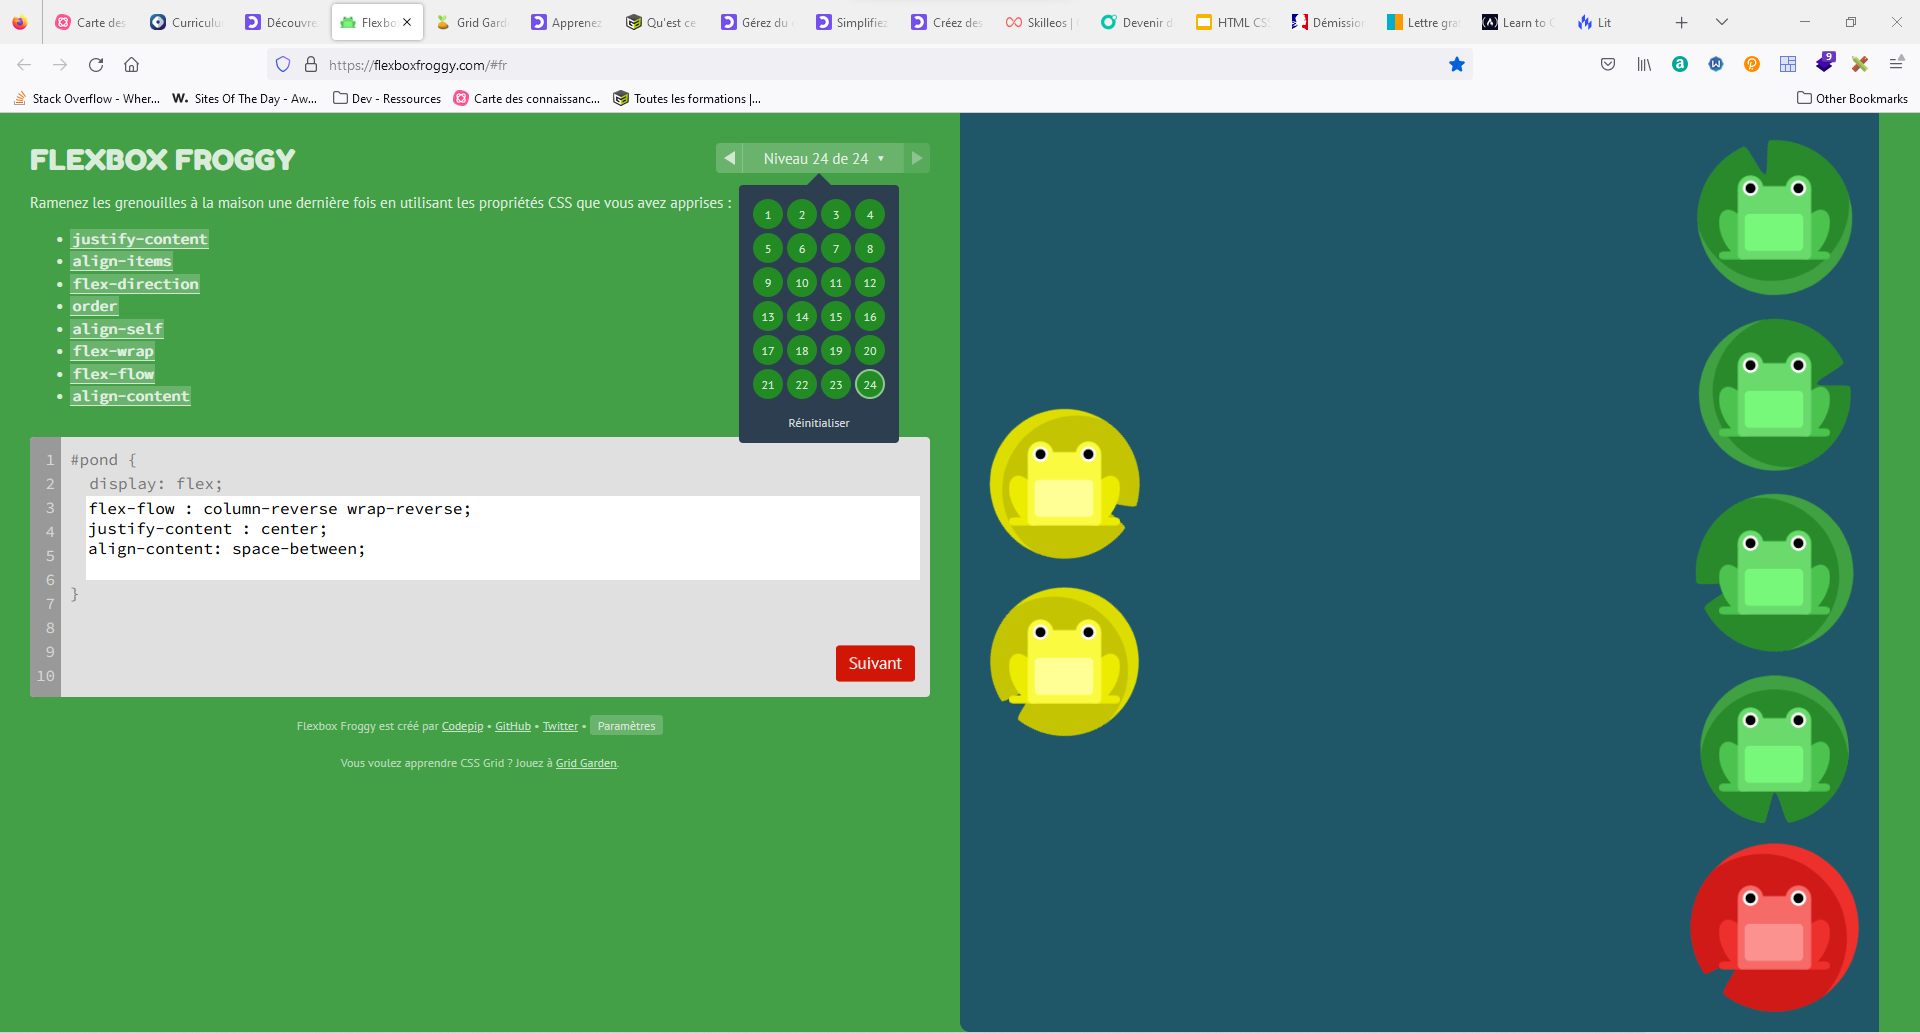 Carte des
Curriculu
Découvre
Flexbo
Grid Gard
Apprenez
Qu'est ce
Gérez du
Simplifiez
Créez des
Skilleos |
Devenir d
HTML CSS
Démission
Lettre gra
Learn to C
Lit
https://flexboxfroggy.com/#fr
9
Stack Overflow - Wher...
W. Sites Of The Day - Aw...
Dev - Ressources
Carte des connaissanc...
Toutes les formations |...
Other Bookmarks
FLEXBOX FROGGY
Niveau 24 de 24
Ramenez les grenouilles à la maison une dernière fois en utilisant les propriétés CSS que vous avez apprises :
justify-content
align-items
flex-direction
order
align-self
flex-wrap
flex-flow
align-content
1 2 3 4
5 6 7 8
9 10 11 12
13 14 15 16
17 18 19 20
21 22 23 24
Réinitialiser
1 #pond {
2 display: flex;
3 flex-flow : column-reverse wrap-reverse;
4 justify-content : center;
5 align-content: space-between;
6
7 }
8
9
10
Suivant
Flexbox Froggy est créé par Codepip • GitHub • Twitter • Paramètres
Vous voulez apprendre CSS Grid ? Jouez à Grid Garden.